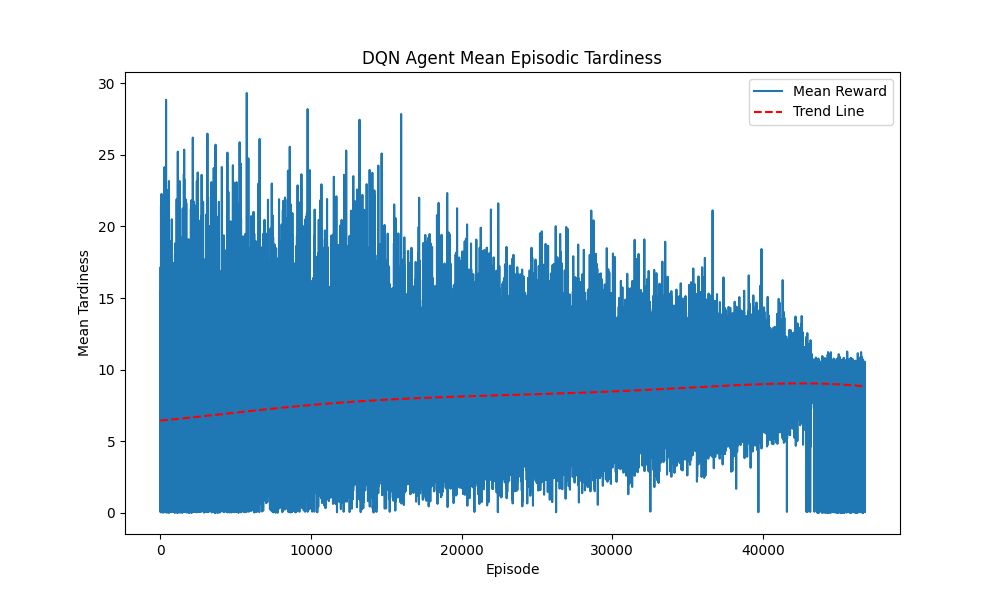 DQN Agent Mean Episodic Tardiness
Mean Reward
Trend Line
30
25
20
15
10
5
0
Mean Tardiness
0 10000 20000 30000 40000
Episode